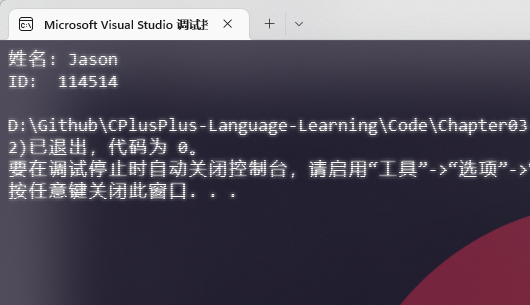 Microsoft Visual Studio 调试
姓名: Jason
ID:  114514
D:\Github\CPlusPlus-Language-Learning\Code\Chapter03
2)已退出，代码为 0。
要在调试停止时自动关闭控制台，请启用“工具”->“选项”->“
按任意键关闭此窗口. . .